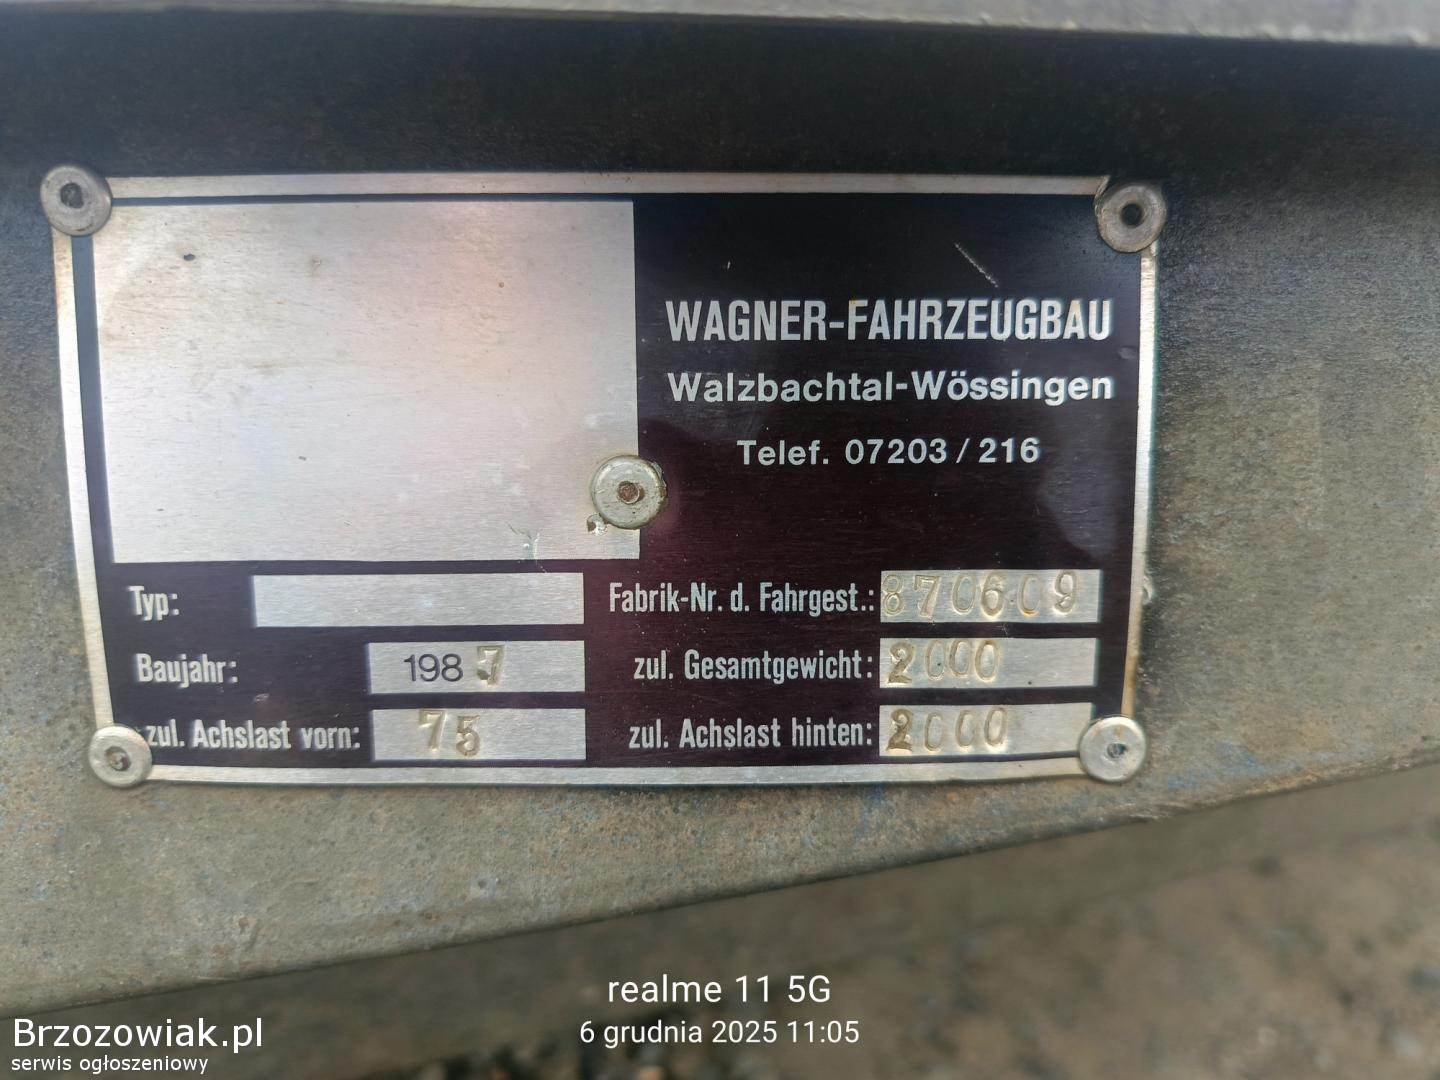 WAGNER-FAHRZEUGBAU
Walzbachtal-Wössingen
Telef. 07203/216
Typ:
Fabrik-Nr. d. Fahrgest.: 870609
Baujahr: 1987
zul. Gesamtgewicht: 2000
zul. Achslast vorn: 75
zul. Achslast hinten: 2000
realme 11 5G
6 grudnia 2025 11:05
Brzozowiak.pl
serwis ogłoszeniowy